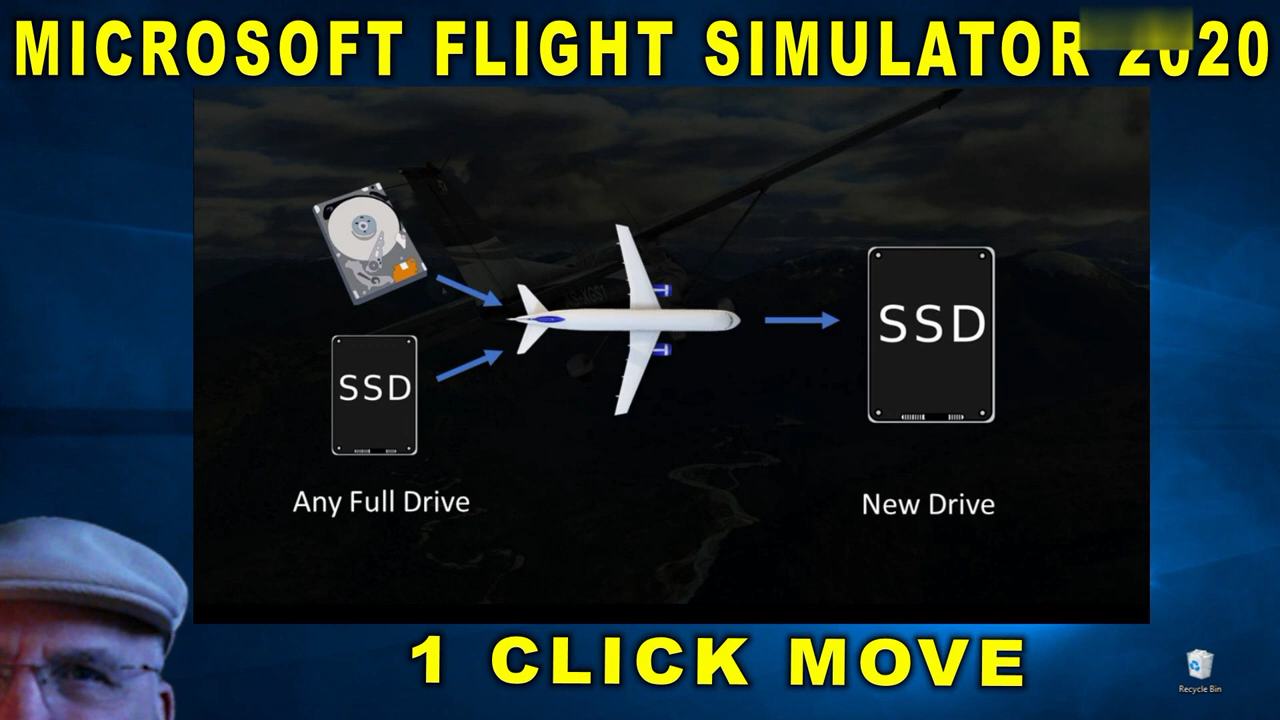 MICROSOFT FLIGHT SIMULATOR 2020
SSD
SSD
Any Full Drive
New Drive
1 CLICK MOVE
Recycle Bin